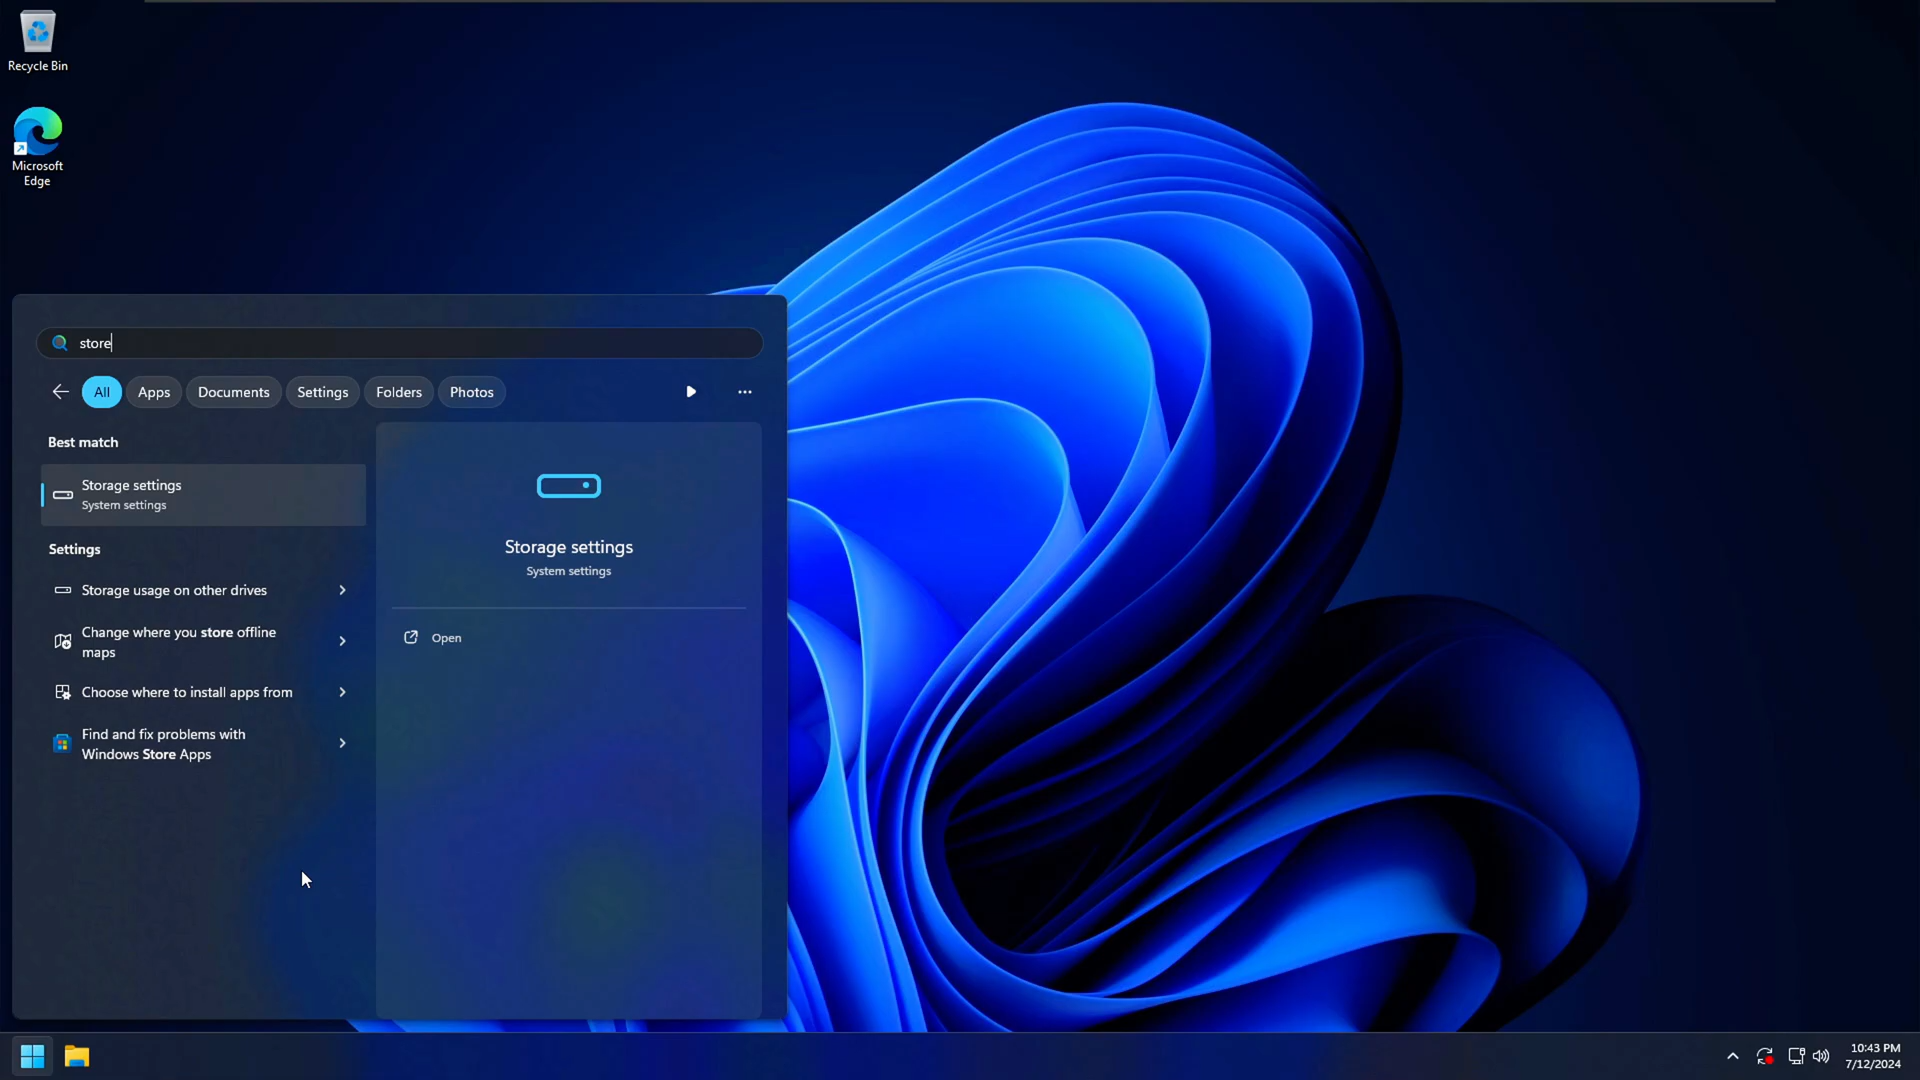 Recycle Bin
Microsoft
Edge
store
All
Apps
Documents
Settings
Folders
Photos
Best match
Storage settings
System settings
Settings
Storage usage on other drives
Change where you store offline
maps
Choose where to install apps from
Find and fix problems with
Windows Store Apps
Storage settings
System settings
Open
10:43 PM
7/12/2024